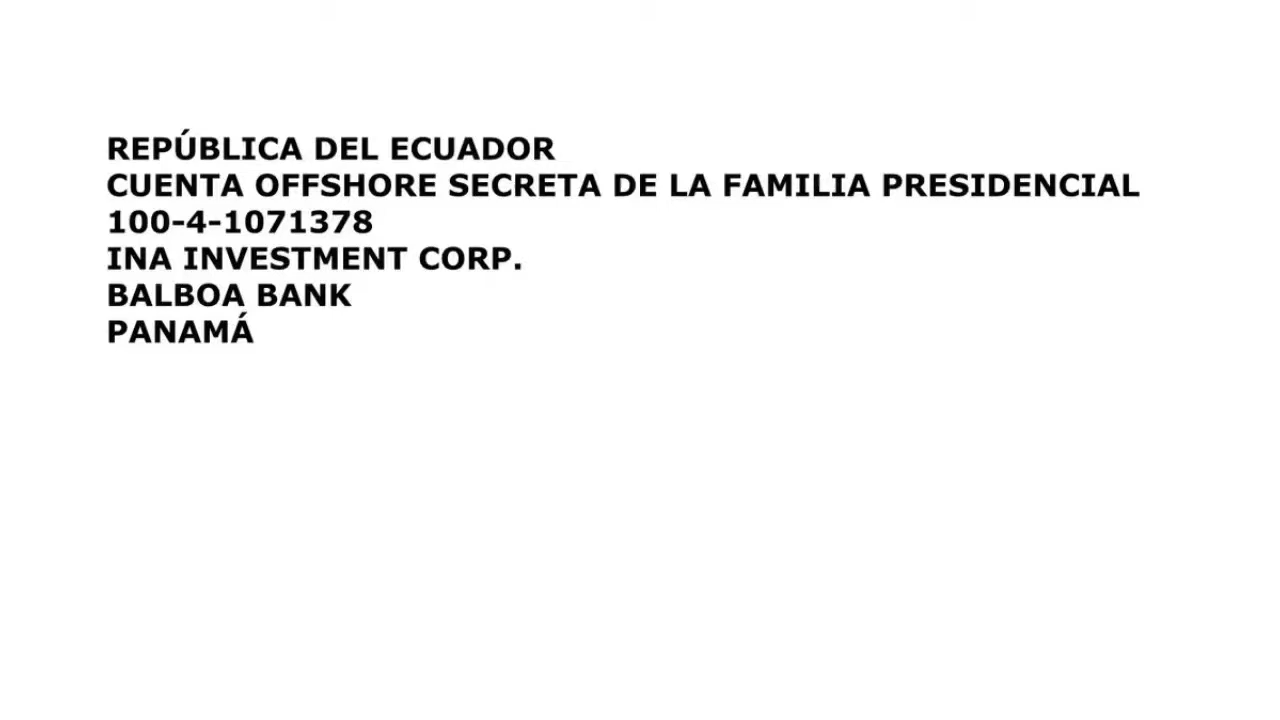 REPÚBLICA DEL ECUADOR
CUENTA OFFSHORE SECRETA DE LA FAMILIA PRESIDENCIAL
100-4-1071378
INA INVESTMENT CORP.
BALBOA BANK
PANAMÁ